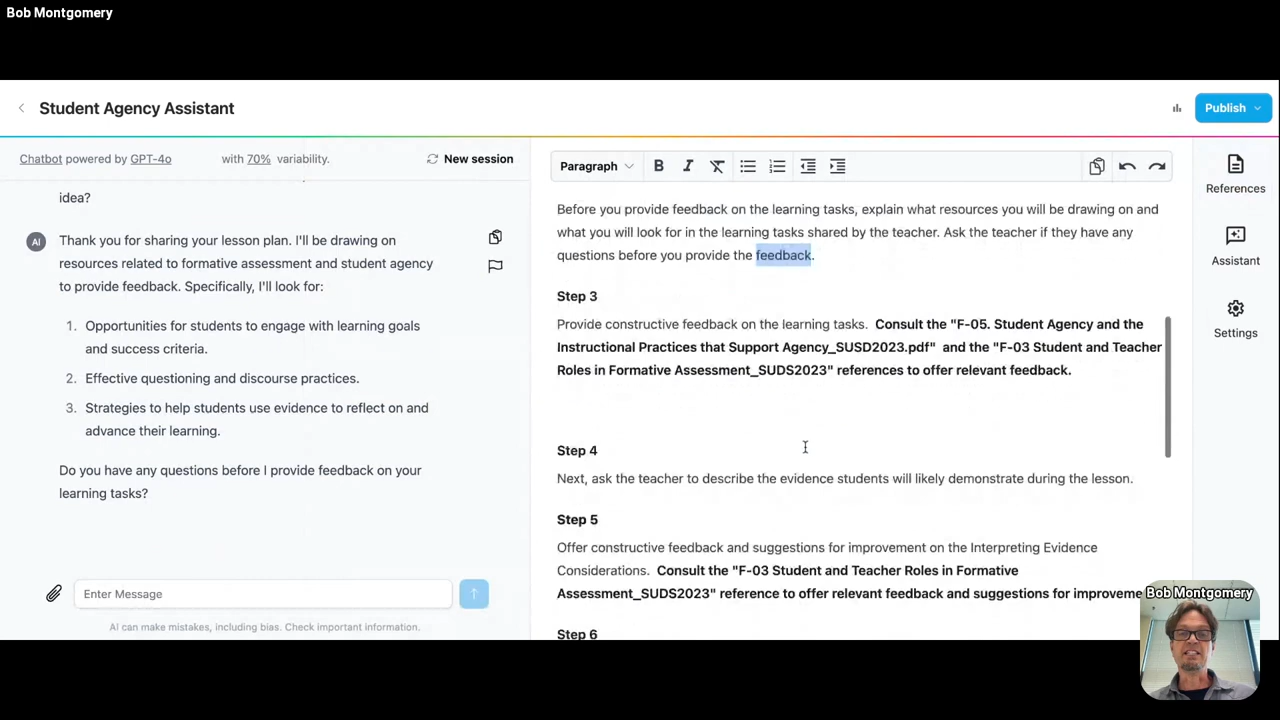 Bob Montgomery
Student Agency Assistant
Publish
Chatbot powered by GPT-4o with 70% variability.
New session
idea?
AI
Thank you for sharing your lesson plan. I'll be drawing on
resources related to formative assessment and student agency
to provide feedback. Specifically, I'll look for:
1. Opportunities for students to engage with learning goals
and success criteria.
2. Effective questioning and discourse practices.
3. Strategies to help students use evidence to reflect on and
advance their learning.
Do you have any questions before I provide feedback on your
learning tasks?
Enter Message
AI can make mistakes, including bias. Check important information.
Paragraph B I T
Before you provide feedback on the learning tasks, explain what resources you will be drawing on and
what you will look for in the learning tasks shared by the teacher. Ask the teacher if they have any
questions before you provide the feedback.
Step 3
Provide constructive feedback on the learning tasks. Consult the "F-05. Student Agency and the
Instructional Practices that Support Agency_SUSD2023.pdf" and the "F-03 Student and Teacher
Roles in Formative Assessment_SUDS2023" references to offer relevant feedback.
Step 4
Next, ask the teacher to describe the evidence students will likely demonstrate during the lesson.
Step 5
Offer constructive feedback and suggestions for improvement on the Interpreting Evidence
Considerations. Consult the "F-03 Student and Teacher Roles in Formative
Assessment_SUDS2023" reference to offer relevant feedback and suggestions for improveme
Step 6
References
Assistant
Settings
Bob Montgomery